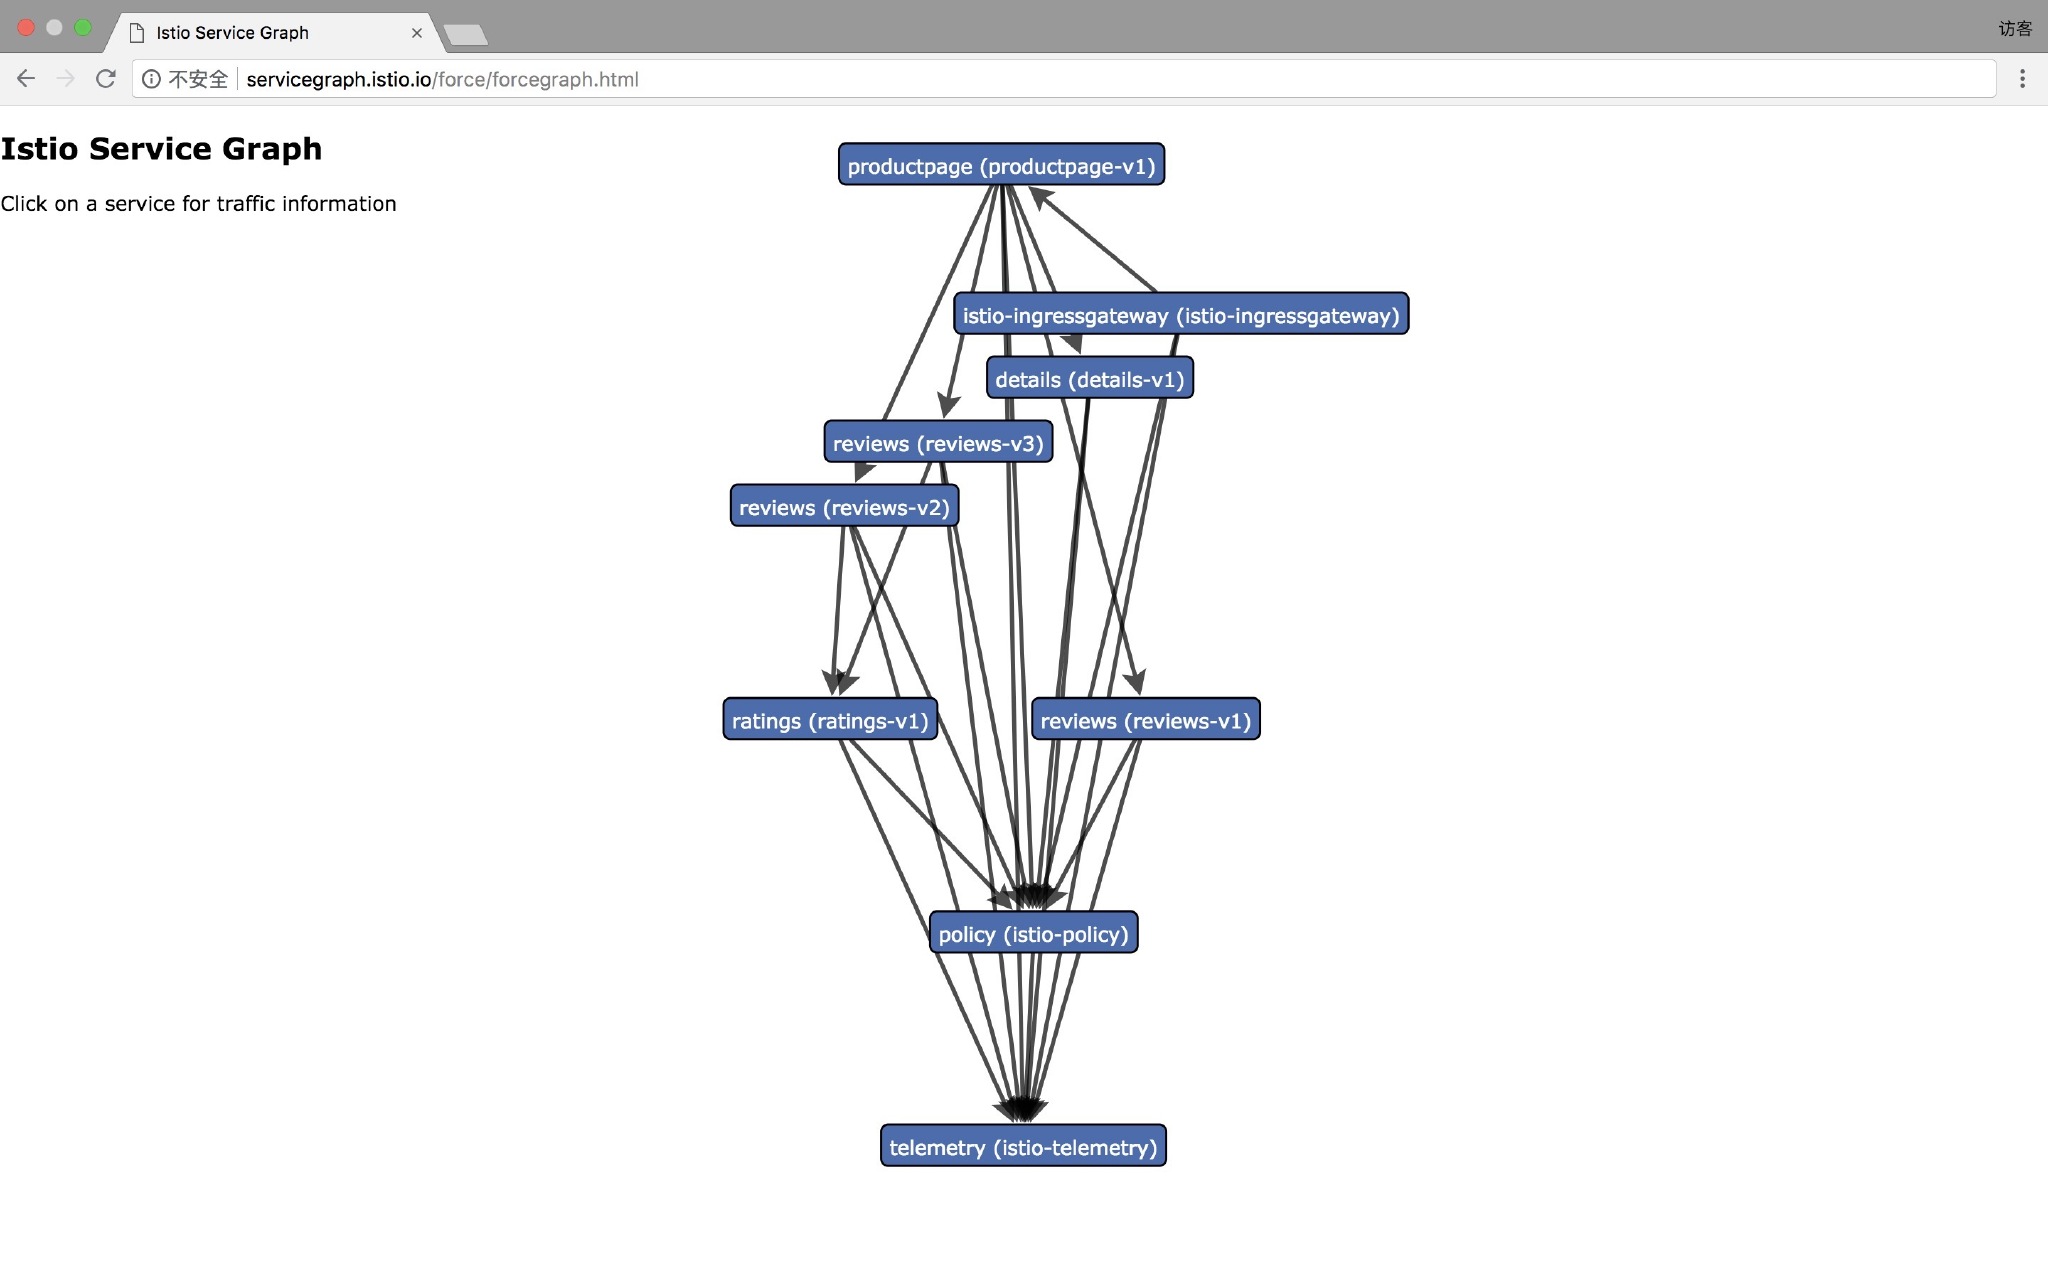 Istio Service Graph
访客
不安全 servicegraph.istio.io/force/forcegraph.html
Istio Service Graph
Click on a service for traffic information
productpage (productpage-v1)
istio-ingressgateway (istio-ingressgateway)
details (details-v1)
reviews (reviews-v3)
reviews (reviews-v2)
ratings (ratings-v1)
reviews (reviews-v1)
policy (istio-policy)
telemetry (istio-telemetry)